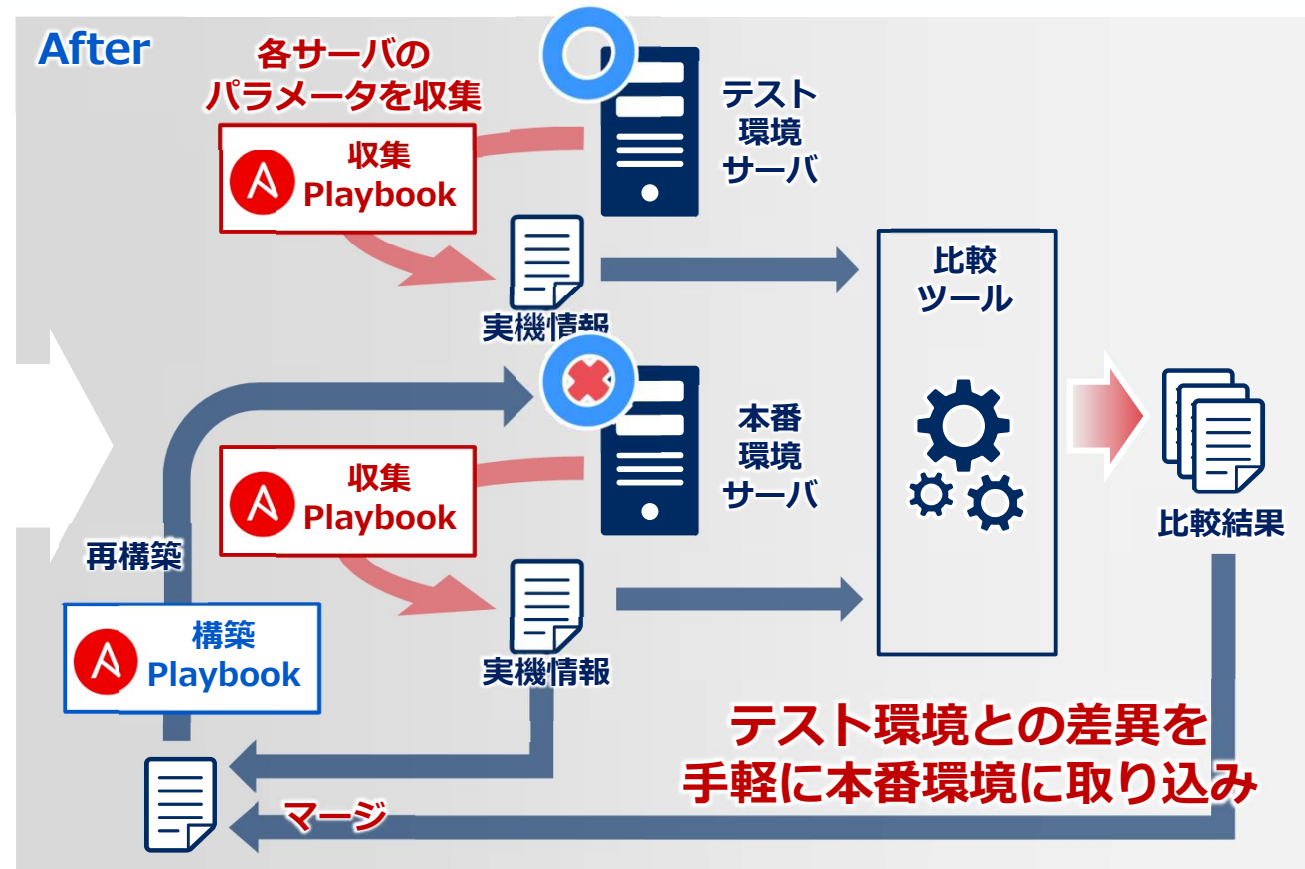 After
各サーバの
パラメータを収集
収集
Playbook
テスト
環境
サーバ
実機情報
比較
ツール
収集
Playbook
本番
環境
サーバ
実機情報
比較結果
再構築
構築
Playbook
マージ
テスト環境との差異を
手軽に本番環境に取り込み